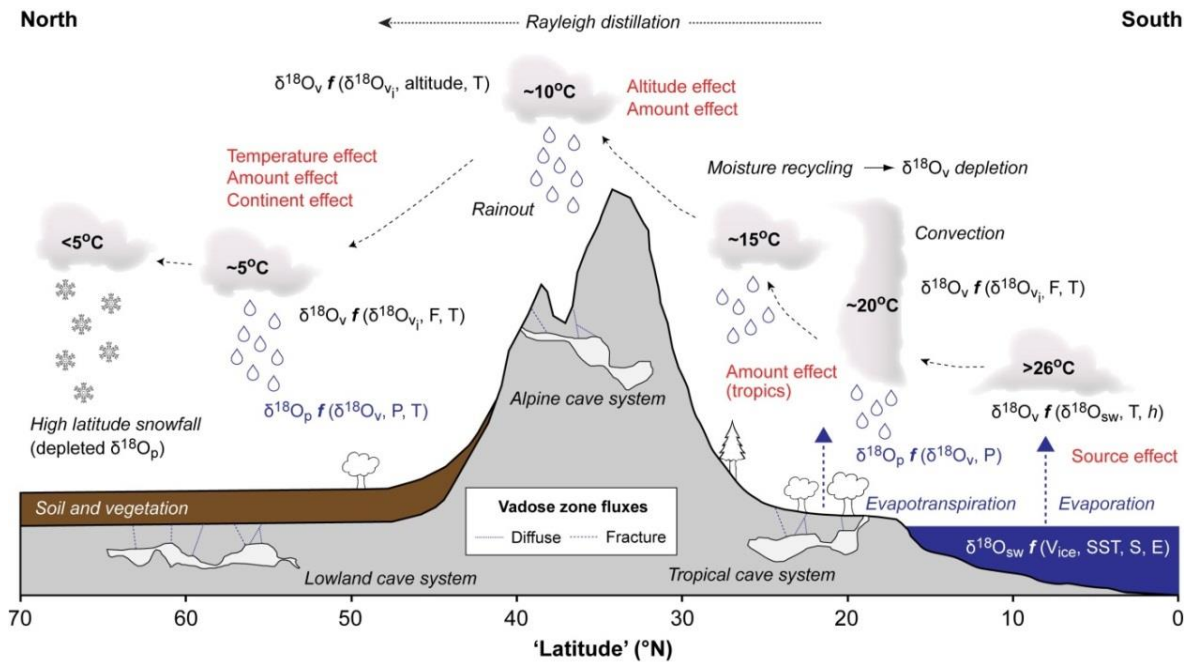 North
Rayleigh distillation
South
δ¹⁸Oᵥ f (δ¹⁸Oᵥᵢ, altitude, T)
~10°C
Altitude effect
Amount effect
Temperature effect
Amount effect
Continent effect
Rainout
Moisture recycling → δ¹⁸Oᵥ depletion
<5°C
~5°C
~15°C
Convection
~20°C
δ¹⁸Oᵥ f (δ¹⁸Oᵥᵢ, F, T)
δ¹⁸Oᵥ f (δ¹⁸Oᵥᵢ, F, T)
>26°C
Amount effect
(tropics)
δ¹⁸Oᵥ f (δ¹⁸O_sw, T, h)
High latitude snowfall
(depleted δ¹⁸Oₚ)
δ¹⁸Oₚ f (δ¹⁸Oᵥ, P, T)
Alpine cave system
δ¹⁸Oₚ f (δ¹⁸Oᵥ, P)
Source effect
Soil and vegetation
Vadose zone fluxes
Diffuse
Fracture
Evapotranspiration
Evaporation
δ¹⁸O_sw f (V_ice, SST, S, E)
Lowland cave system
Tropical cave system
70 60 50 40 30 20 10 0
'Latitude' (°N)